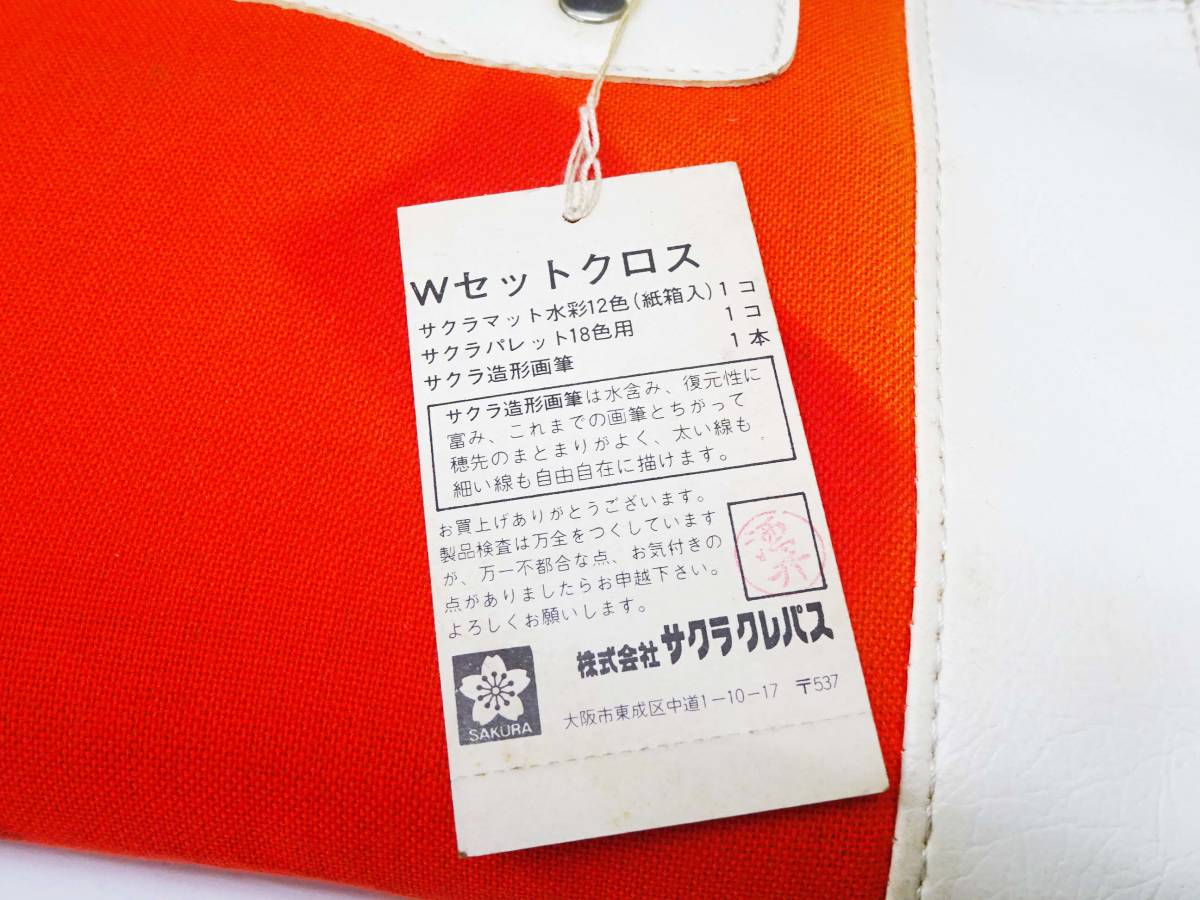 Wセットクロス
サクラマット水彩12色(紙箱入)1コ
サクラパレット18色用 1コ
サクラ造形画筆 1本
サクラ造形画筆は水含み、復元性に
富み、これまでの画筆とちがって
穂先のまとまりがよく、太い線も
細い線も自由自在に描けます。
お買上げありがとうございます。
製品検査は万全をつくしています
が、万一不都合な点、お気付きの
点がありましたらお申越下さい。
よろしくお願いします。
株式会社サクラクレパス
SAKURA
大阪市東成区中道1-10-17 〒537